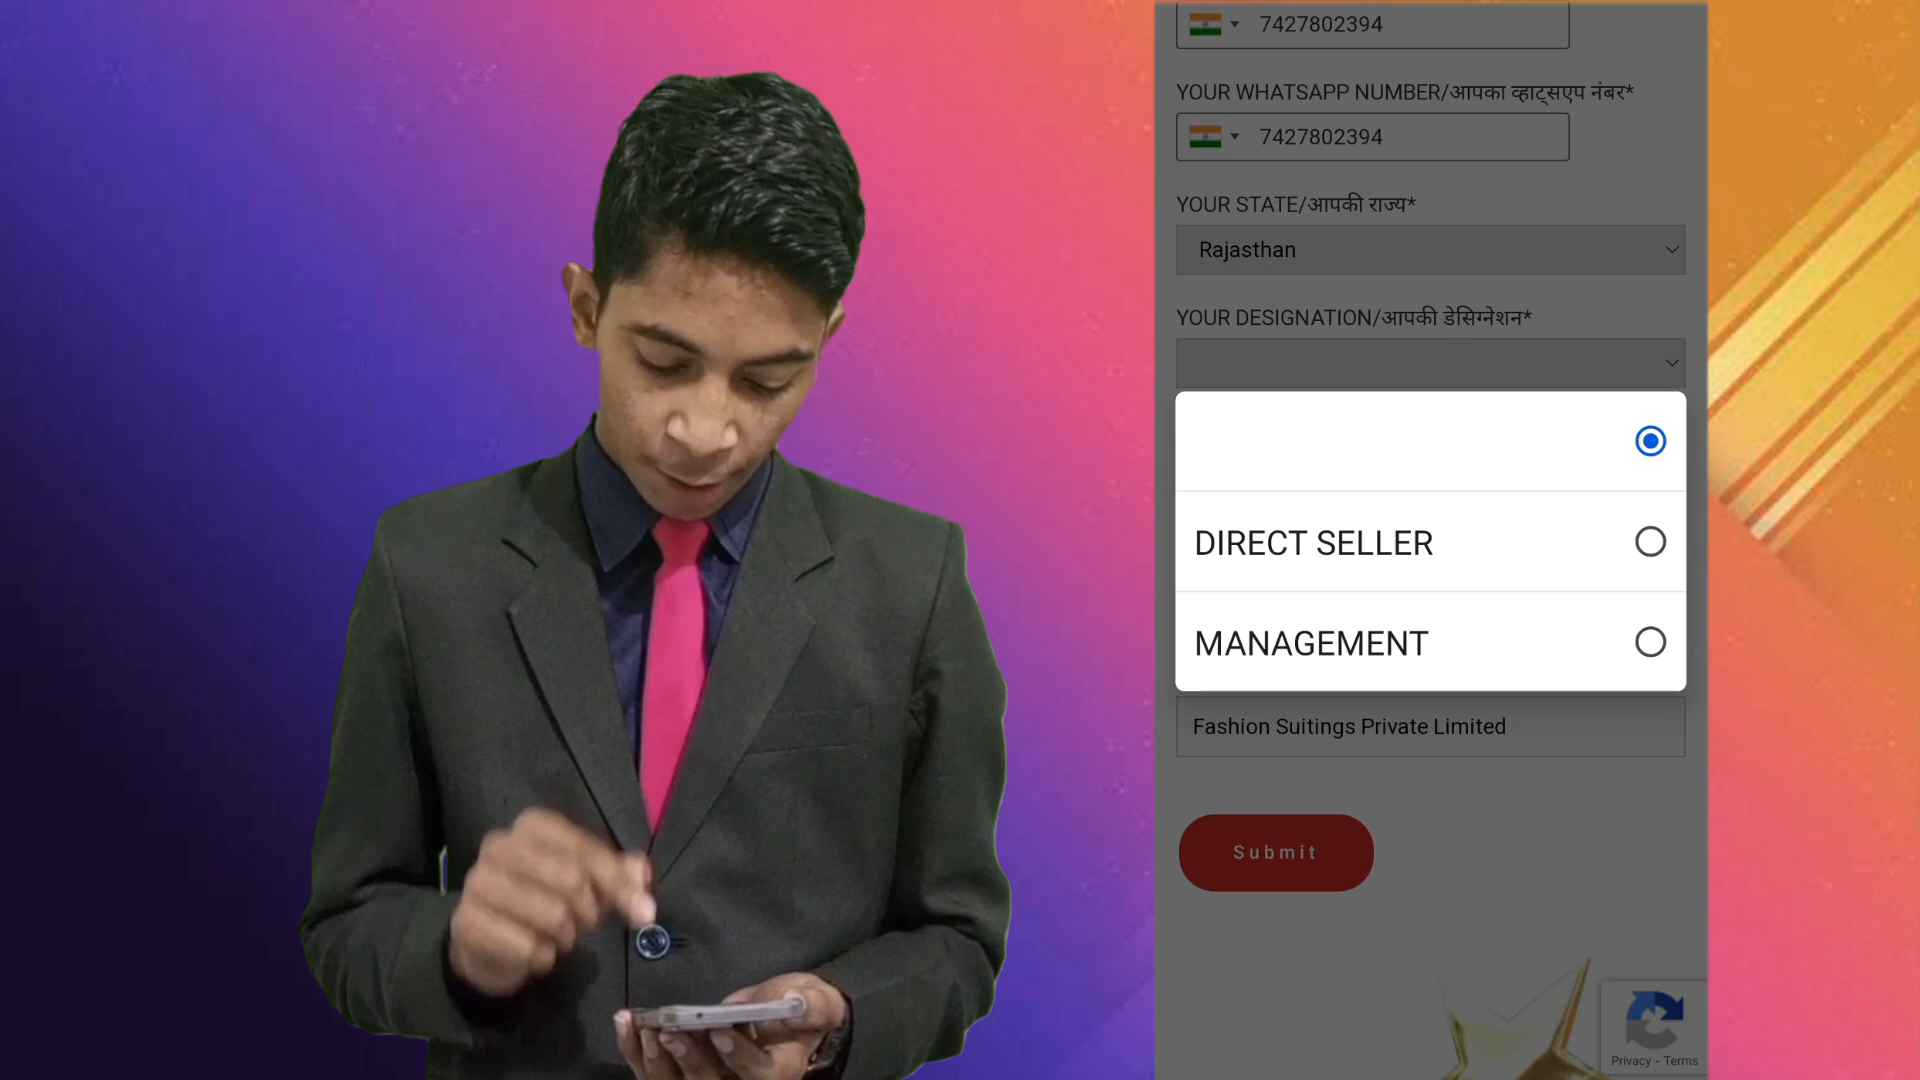 7427802394
YOUR WHATSAPP NUMBER/आपका व्हाट्सएप नंबर*
7427802394
YOUR STATE/आपकी राज्य*
Rajasthan
YOUR DESIGNATION/आपकी डेसिग्नेशन*
DIRECT SELLER
MANAGEMENT
Fashion Suitings Private Limited
Submit
Privacy - Terms